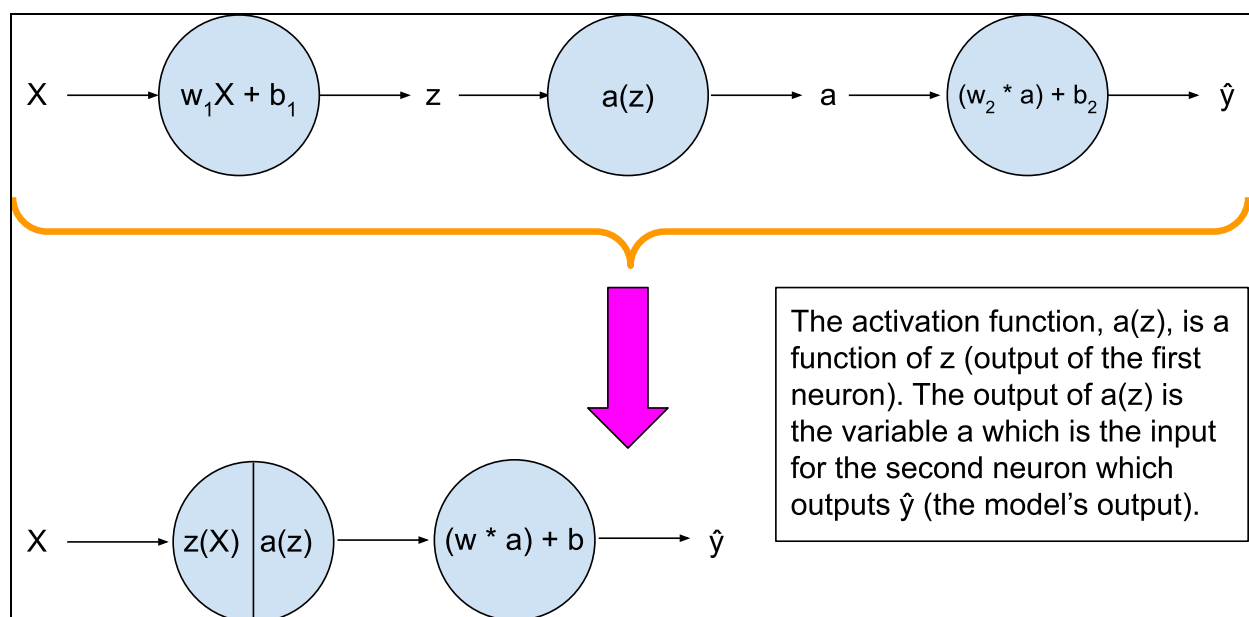 X w₁X + b₁ z a(z) a (w₂ * a) + b₂ ŷ
The activation function, a(z), is a
function of z (output of the first
neuron). The output of a(z) is
the variable a which is the input
for the second neuron which
outputs ŷ (the model’s output).
X z(X) a(z) (w * a) + b ŷ